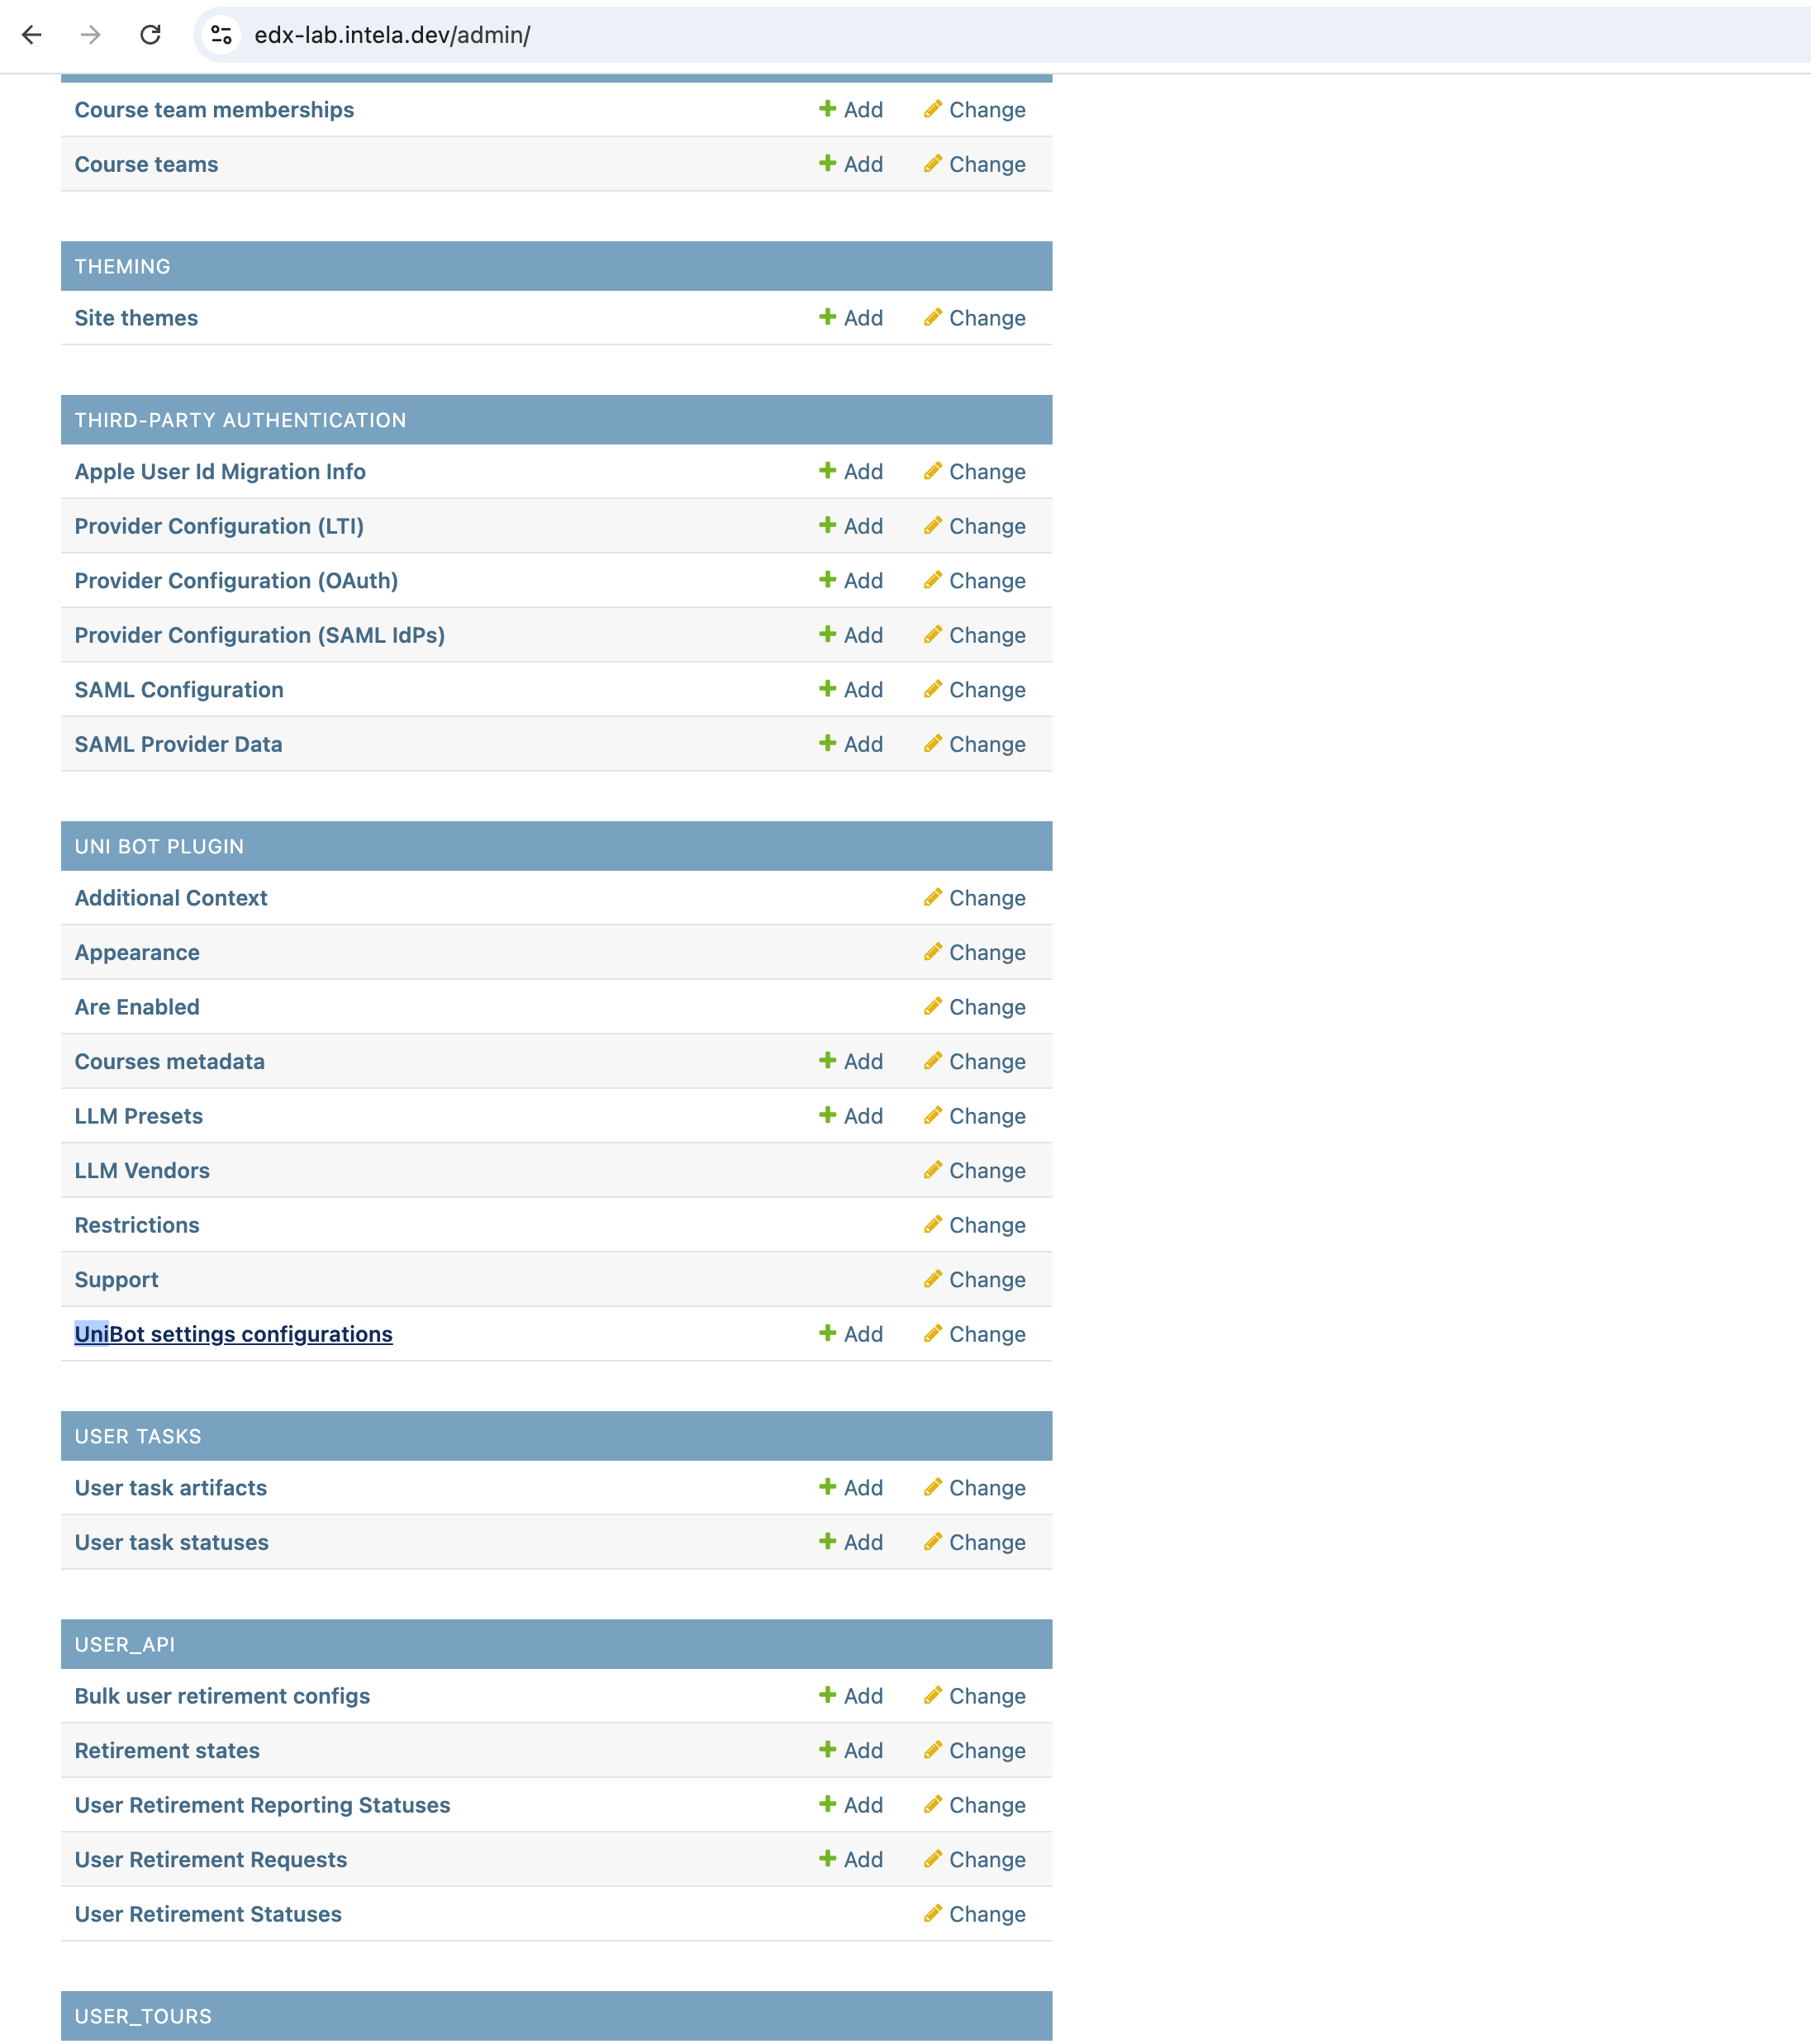 edx-lab.intela.dev/admin/
Course team memberships Add Change
Course teams Add Change
THEMING
Site themes Add Change
THIRD-PARTY AUTHENTICATION
Apple User Id Migration Info Add Change
Provider Configuration (LTI) Add Change
Provider Configuration (OAuth) Add Change
Provider Configuration (SAML IdPs) Add Change
SAML Configuration Add Change
SAML Provider Data Add Change
UNI BOT PLUGIN
Additional Context Change
Appearance Change
Are Enabled Change
Courses metadata Add Change
LLM Presets Add Change
LLM Vendors Change
Restrictions Change
Support Change
UniBot settings configurations Add Change
USER TASKS
User task artifacts Add Change
User task statuses Add Change
USER_API
Bulk user retirement configs Add Change
Retirement states Add Change
User Retirement Reporting Statuses Add Change
User Retirement Requests Add Change
User Retirement Statuses Change
USER_TOURS